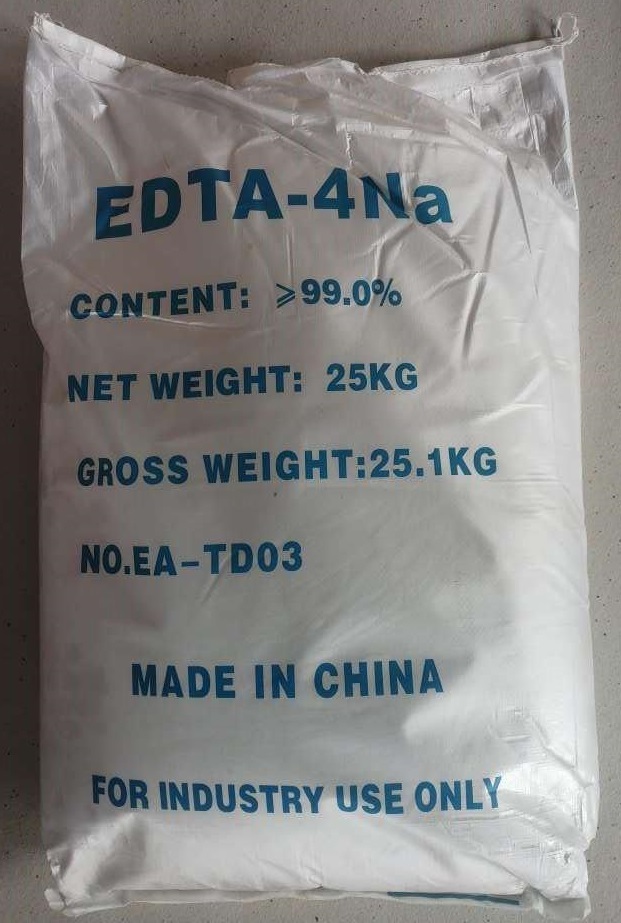 EDTA-4Na
CONTENT: ⩾99.0%
NET WEIGHT: 25KG
GROSS WEIGHT:25.1KG
NO.EA-TD03
MADE IN CHINA
FOR INDUSTRY USE ONLY